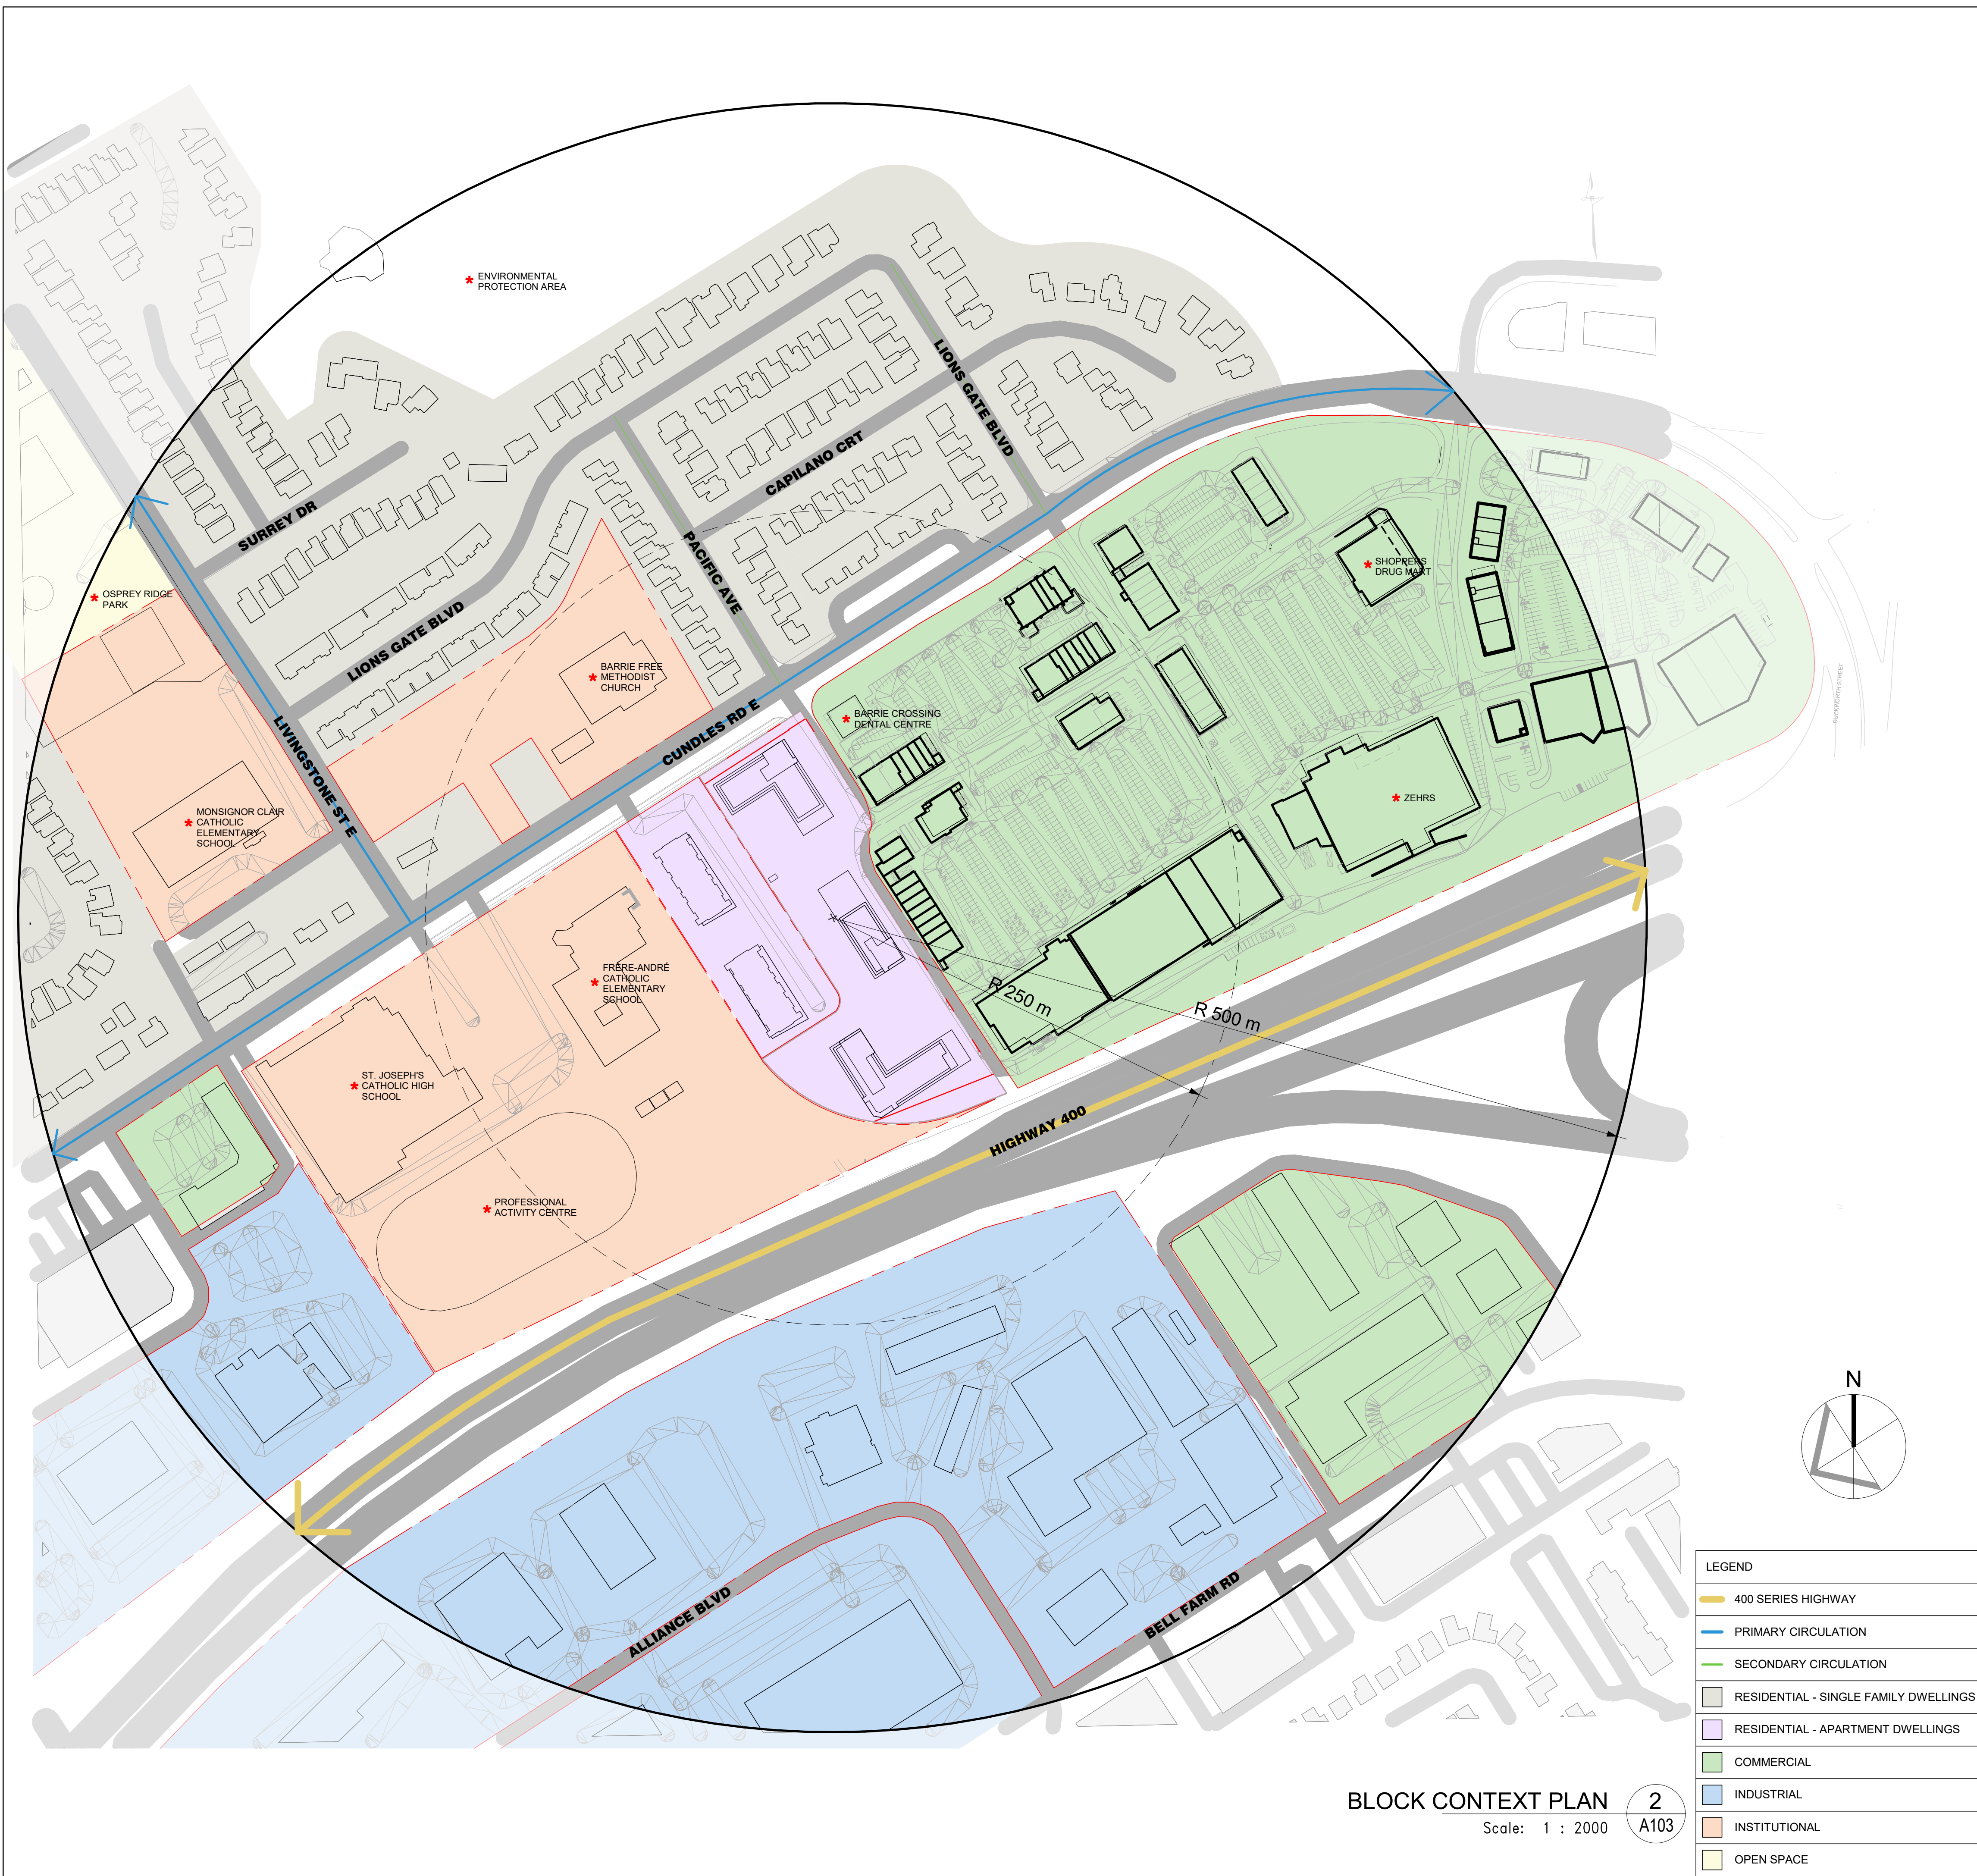 ENVIRONMENTAL
PROTECTION AREA
LIONS GATE BLVD
CAPILANO CRT
SURREY DR
PACIFIC AVE
OSPREY RIDGE
PARK
SHOPPERS
DRUG MART
LIONS GATE BLVD
BARRIE FREE
METHODIST
CHURCH
BUCKWORTH STREET
BARRIE CROSSING
DENTAL CENTRE
CUNDLES RD E
LIVINGSTONE ST E
ZEHRS
MONSIGNOR CLAIR
CATHOLIC
ELEMENTARY
SCHOOL
FRÈRE-ANDRÉ
CATHOLIC
ELEMENTARY
SCHOOL
R 250 m
R 500 m
ST. JOSEPH'S
CATHOLIC HIGH
SCHOOL
HIGHWAY 400
PROFESSIONAL
ACTIVITY CENTRE
N
ALLIANCE BLVD
BELL FARM RD
LEGEND
400 SERIES HIGHWAY
PRIMARY CIRCULATION
SECONDARY CIRCULATION
RESIDENTIAL - SINGLE FAMILY DWELLINGS
RESIDENTIAL - APARTMENT DWELLINGS
COMMERCIAL
INDUSTRIAL
INSTITUTIONAL
OPEN SPACE
BLOCK CONTEXT PLAN
Scale: 1 : 2000
2
A103